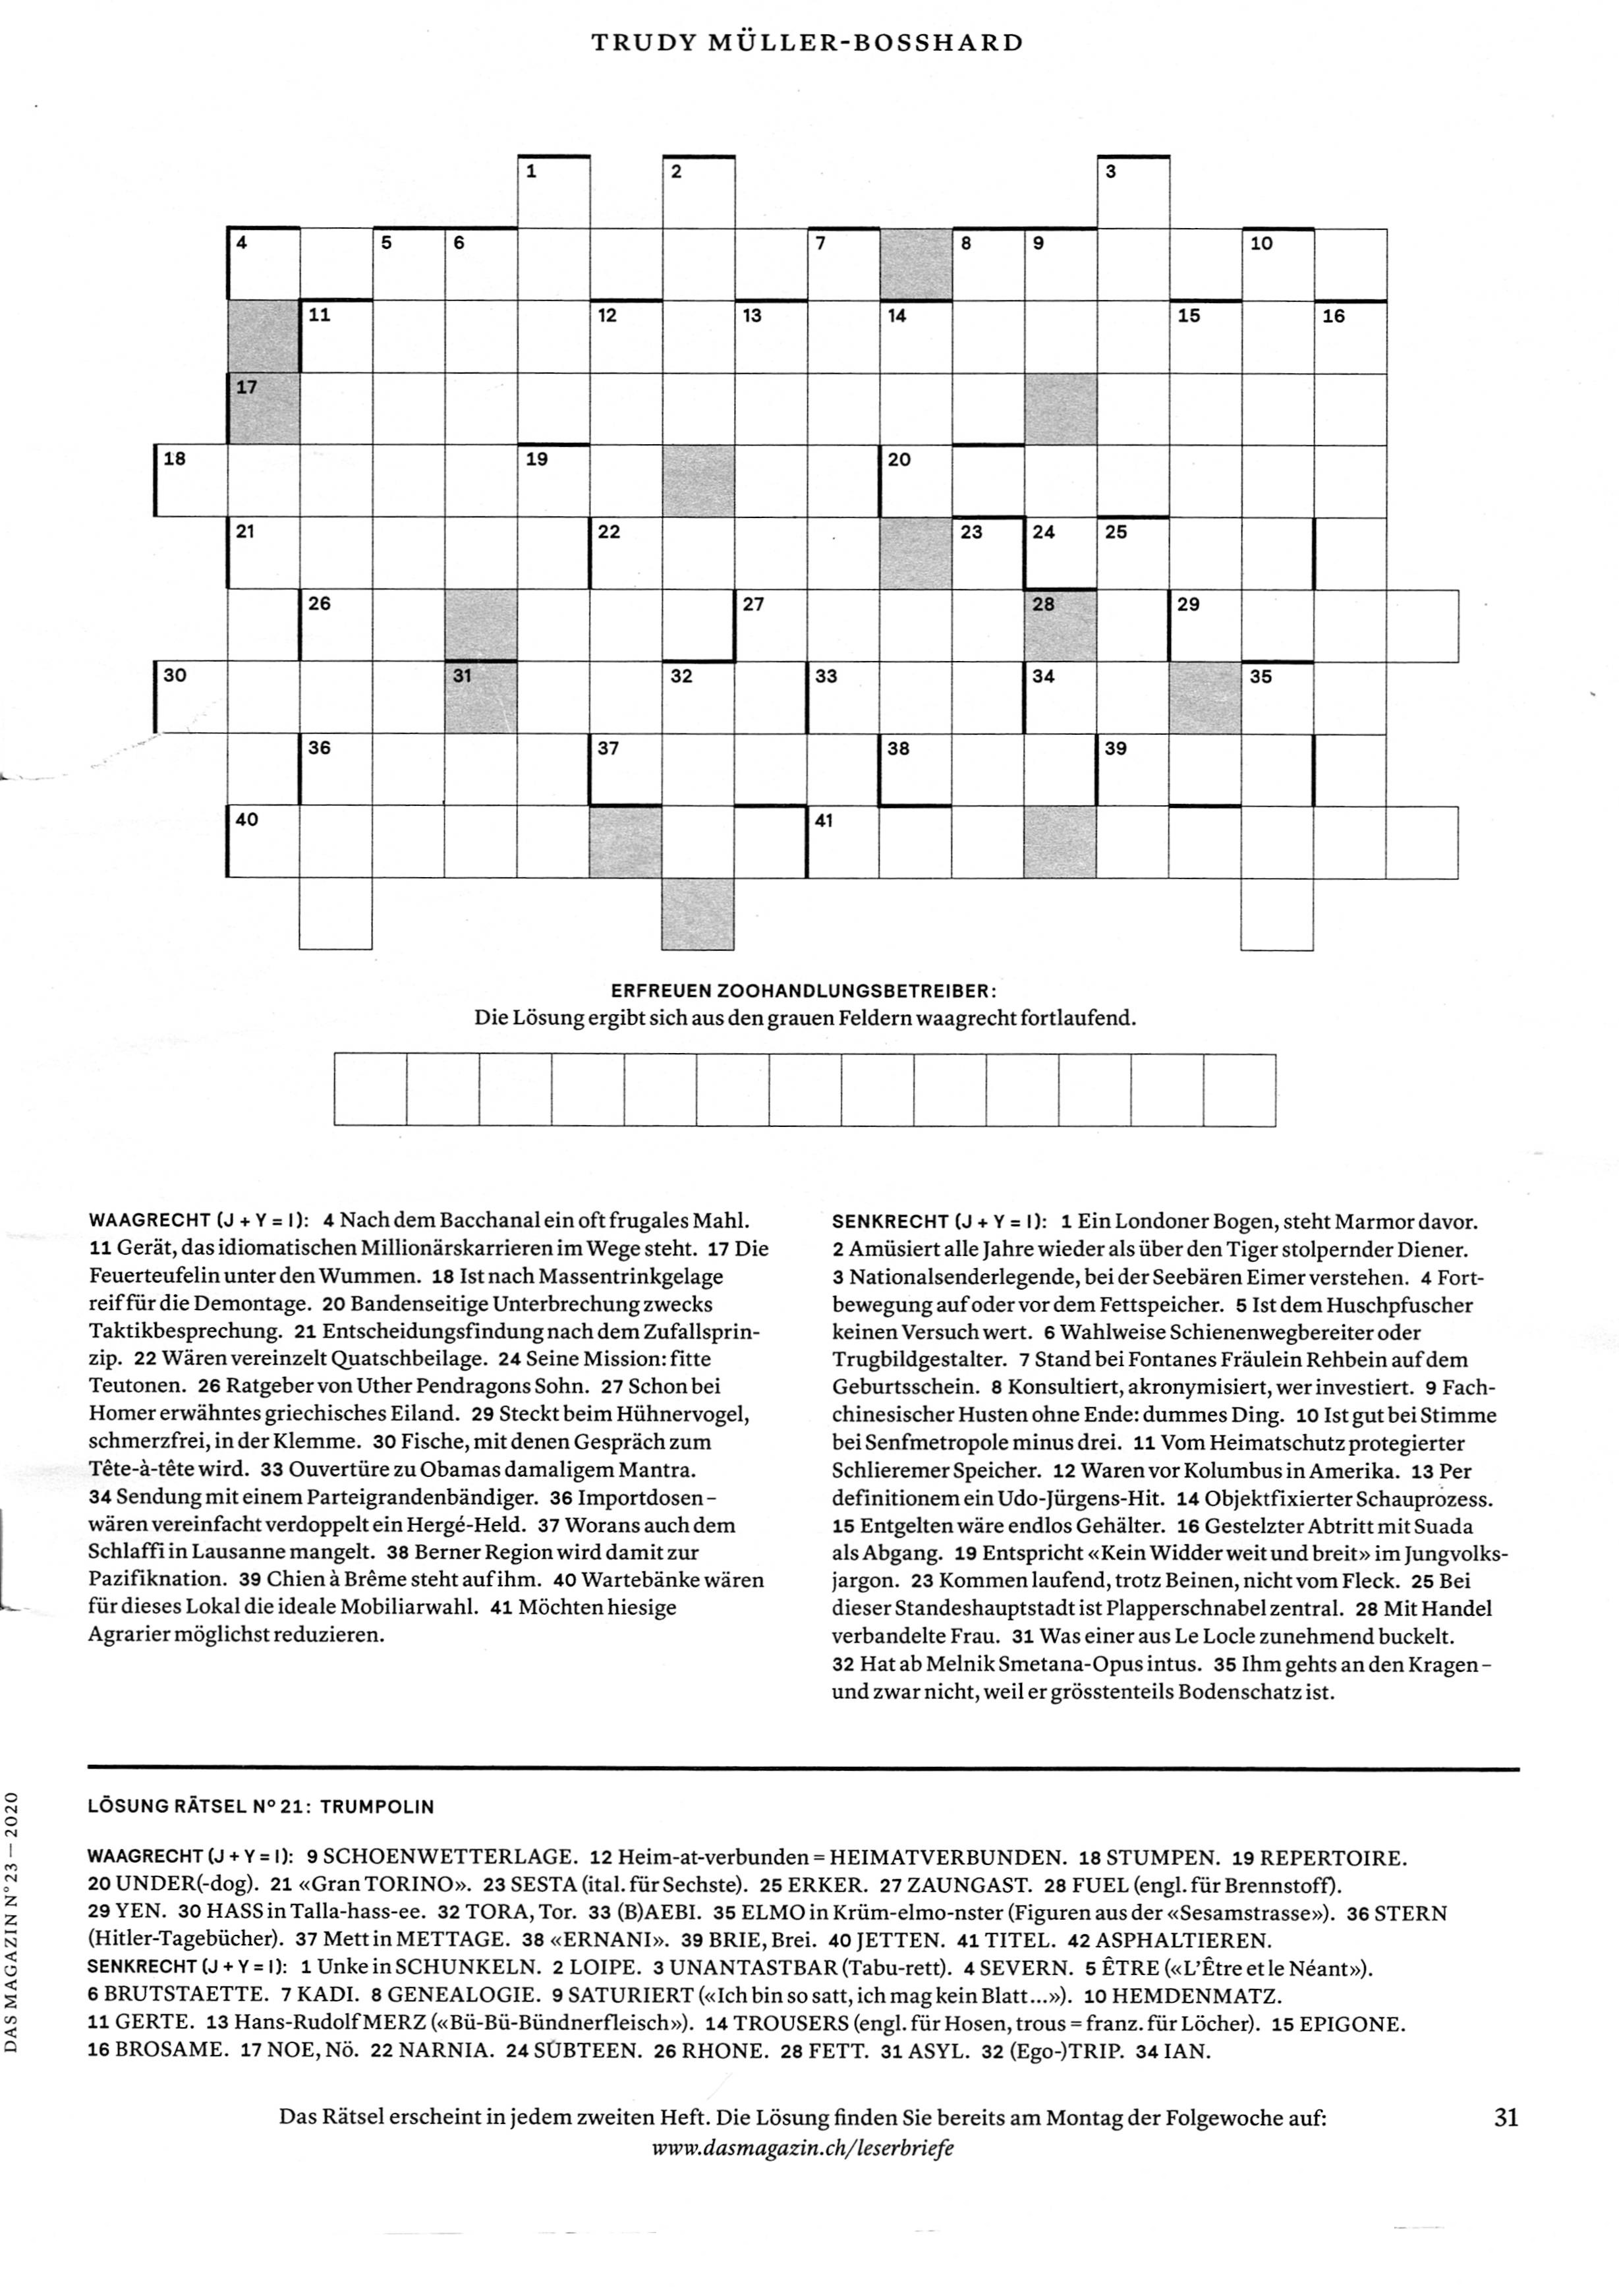 TRUDY MÜLLER-BOSSHARD
1 2 3
4 5 6 7 8 9 10
11 12 13 14 15 16
17
18 19 20
21 22 23 24 25
26 27 28 29
30 31 32 33 34 35
36 37 38 39
40 41
ERFREUEN ZOOHANDLUNGSBETREIBER:
Die Lösung ergibt sich aus den grauen Feldern waagrecht fortlaufend.
WAAGRECHT (J + Y = I): 4 Nach dem Bacchanal ein oft frugales Mahl.
11 Gerät, das idiomatischen Millionärskarrieren im Wege steht. 17 Die
Feuerteufelin unter den Wummen. 18 Ist nach Massentrinkgelage
reif für die Demontage. 20 Bandenseitige Unterbrechung zwecks
Taktikbesprechung. 21 Entscheidungsfindung nach dem Zufallsprin-
zip. 22 Wären vereinzelt Quatschbeilage. 24 Seine Mission: fitte
Teutonen. 26 Ratgeber von Uther Pendragons Sohn. 27 Schon bei
Homer erwähntes griechisches Eiland. 29 Steckt beim Hühnervogel,
schmerzfrei, in der Klemme. 30 Fische, mit denen Gespräch zum
Tête-à-tête wird. 33 Ouvertüre zu Obamas damaligem Mantra.
34 Sendung mit einem Parteigrandenbändiger. 36 Importdosen –
wären vereinfacht verdoppelt ein Hergé-Held. 37 Worans auch dem
Schlaffi in Lausanne mangelt. 38 Berner Region wird damit zur
Pazifiknation. 39 Chien à Brême steht auf ihm. 40 Wartebänke wären
für dieses Lokal die ideale Mobiliarwahl. 41 Möchten hiesige
Agrarier möglichst reduzieren.
SENKRECHT (J + Y = I): 1 Ein Londoner Bogen, steht Marmor davor.
2 Amüsiert alle Jahre wieder als über den Tiger stolpernder Diener.
3 Nationalsenderlegende, bei der Seebären Eimer verstehen. 4 Fort-
bewegung auf oder vor dem Fettspeicher. 5 Ist dem Huschpfuscher
keinen Versuch wert. 6 Wahlweise Schienenwegbereiter oder
Trugbildgestalter. 7 Stand bei Fontanes Fräulein Rehbein auf dem
Geburtsschein. 8 Konsultiert, akronymisiert, wer investiert. 9 Fach-
chinesischer Husten ohne Ende: dummes Ding. 10 Ist gut bei Stimme
bei Senfmetropole minus drei. 11 Vom Heimatschutz protegierter
Schlieremer Speicher. 12 Waren vor Kolumbus in Amerika. 13 Per
definitionem ein Udo-Jürgens-Hit. 14 Objektfixierter Schauprozess.
15 Entgelten wäre endlos Gehälter. 16 Gestelzter Abtritt mit Suada
als Abgang. 19 Entspricht «Kein Widder weit und breit» im Jungvolks-
jargon. 23 Kommen laufend, trotz Beinen, nicht vom Fleck. 25 Bei
dieser Standeshauptstadt ist Plapperschnabel zentral. 28 Mit Handel
verbandelte Frau. 31 Was einer aus Le Locle zunehmend buckelt.
32 Hat ab Melnik Smetana-Opus intus. 35 Ihm gehts an den Kragen –
und zwar nicht, weil er grösstenteils Bodenschatz ist.
LÖSUNG RÄTSEL Nº 21: TRUMPOLIN
WAAGRECHT (J + Y = I): 9 SCHOENWETTERLAGE. 12 Heim-at-verbunden = HEIMATVERBUNDEN. 18 STUMPEN. 19 REPERTOIRE.
20 UNDER(-dog). 21 «Gran TORINO». 23 SESTA (ital. für Sechste). 25 ERKER. 27 ZAUNGAST. 28 FUEL (engl. für Brennstoff).
29 YEN. 30 HASS in Talla-hass-ee. 32 TORA, Tor. 33 (B)AEBI. 35 ELMO in Krüm-elmo-nster (Figuren aus der «Sesamstrasse»). 36 STERN
(Hitler-Tagebücher). 37 Mett in METTAGE. 38 «ERNANI». 39 BRIE, Brei. 40 JETTEN. 41 TITEL. 42 ASPHALTIEREN.
SENKRECHT (J + Y = I): 1 Unke in SCHUNKELN. 2 LOIPE. 3 UNANTASTBAR (Tabu-rett). 4 SEVERN. 5 ÊTRE («L'Être et le Néant»).
6 BRUTSTAETTE. 7 KADI. 8 GENEALOGIE. 9 SATURIERT («Ich bin so satt, ich mag kein Blatt…»). 10 HEMDENMATZ.
11 GERTE. 13 Hans-Rudolf MERZ («Bü-Bü-Bündnerfleisch»). 14 TROUSERS (engl. für Hosen, trous = franz. für Löcher). 15 EPIGONE.
16 BROSAME. 17 NOE, Nö. 22 NARNIA. 24 SUBTEEN. 26 RHONE. 28 FETT. 31 ASYL. 32 (Ego-)TRIP. 34 IAN.
DAS MAGAZIN Nº 23 — 2020
Das Rätsel erscheint in jedem zweiten Heft. Die Lösung finden Sie bereits am Montag der Folgewoche auf:
www.dasmagazin.ch/leserbriefe
31